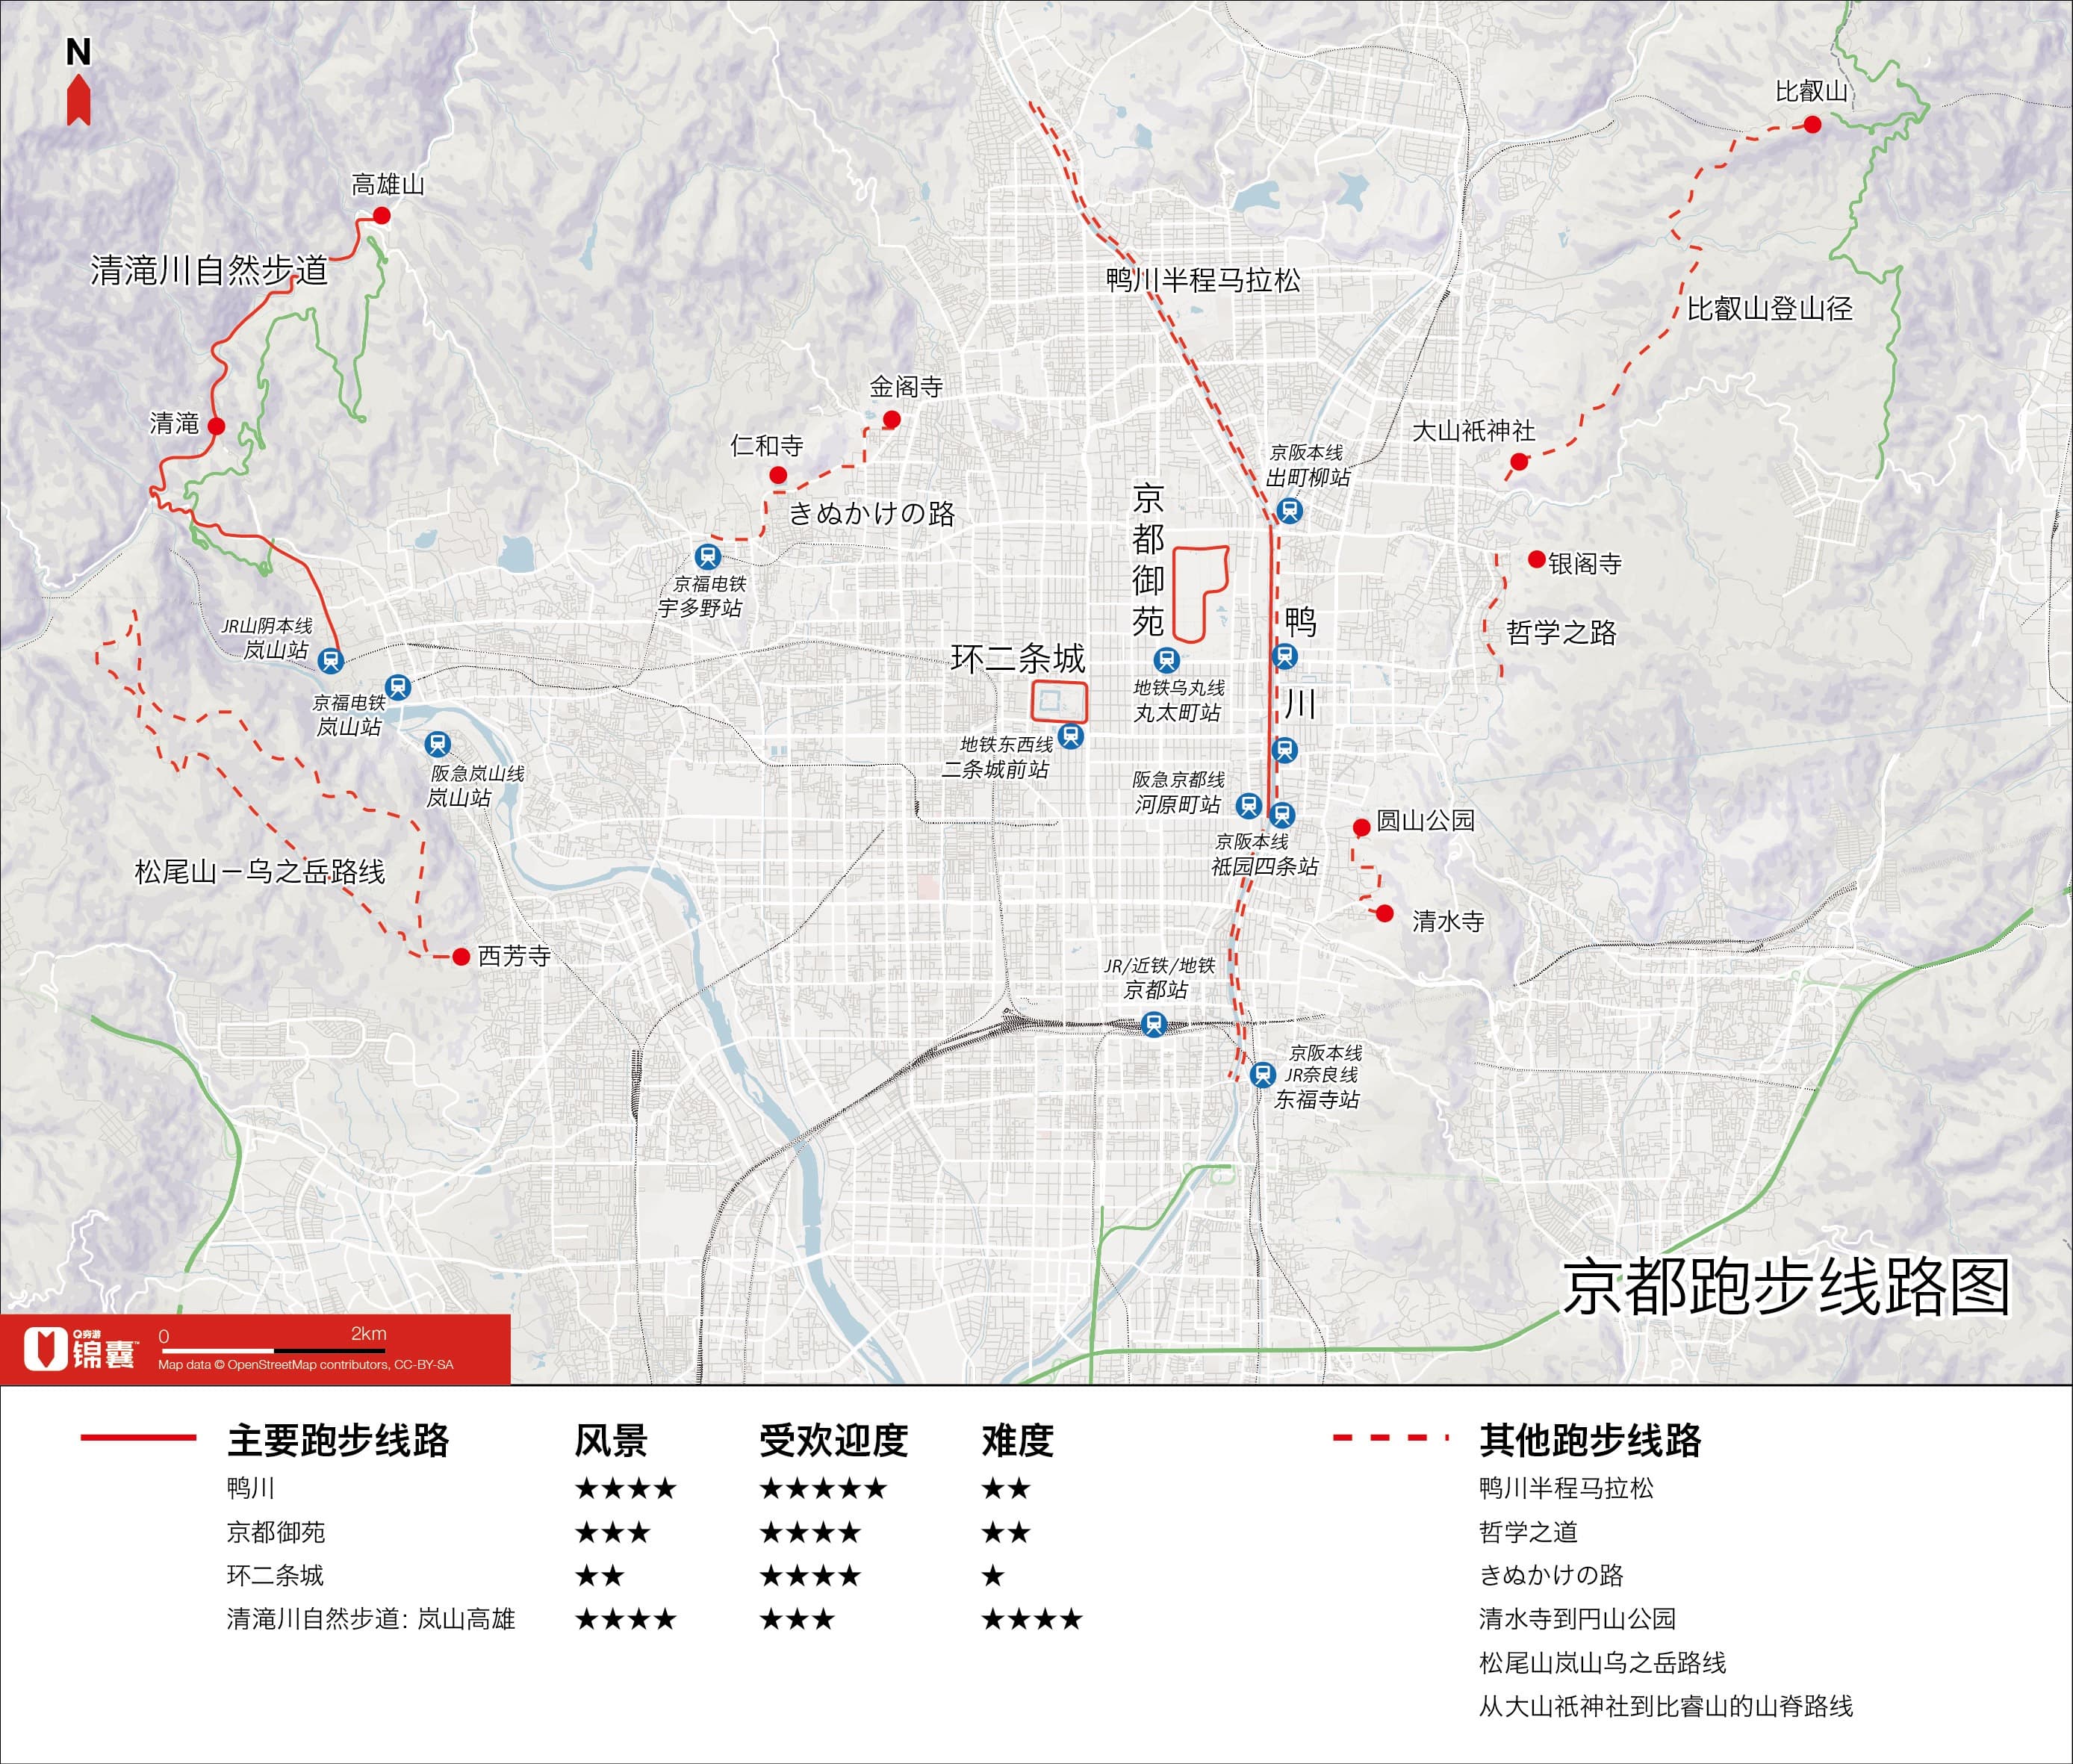 N
比叡山
高雄山
清滝川自然步道
鸭川半程马拉松
比叡山登山径
金阁寺
清滝
仁和寺
大山祇神社
京阪本线
出町柳站
きぬかけの路
京都御苑
京福电铁
宇多野站
银阁寺
哲学之路
鸭川
JR山阴本线
岚山站
环二条城
地铁乌丸线
丸太町站
京福电铁
岚山站
地铁东西线
二条城前站
阪急岚山线
岚山站
阪急京都线
河原町站
圆山公园
京阪本线
祇园四条站
松尾山－乌之岳路线
清水寺
西芳寺
JR/近铁/地铁
京都站
京阪本线
JR奈良线
东福寺站
京都跑步线路图
Q穷游
锦囊™
0 2km
Map data © OpenStreetMap contributors, CC-BY-SA
主要跑步线路 风景 受欢迎度 难度
鸭川 ★★★★ ★★★★★ ★★
京都御苑 ★★★ ★★★★ ★★
环二条城 ★★ ★★★★ ★
清滝川自然步道：岚山高雄 ★★★★ ★★★ ★★★★
其他跑步线路
鸭川半程马拉松
哲学之道
きぬかけの路
清水寺到円山公园
松尾山岚山乌之岳路线
从大山祇神社到比睿山的山脊路线